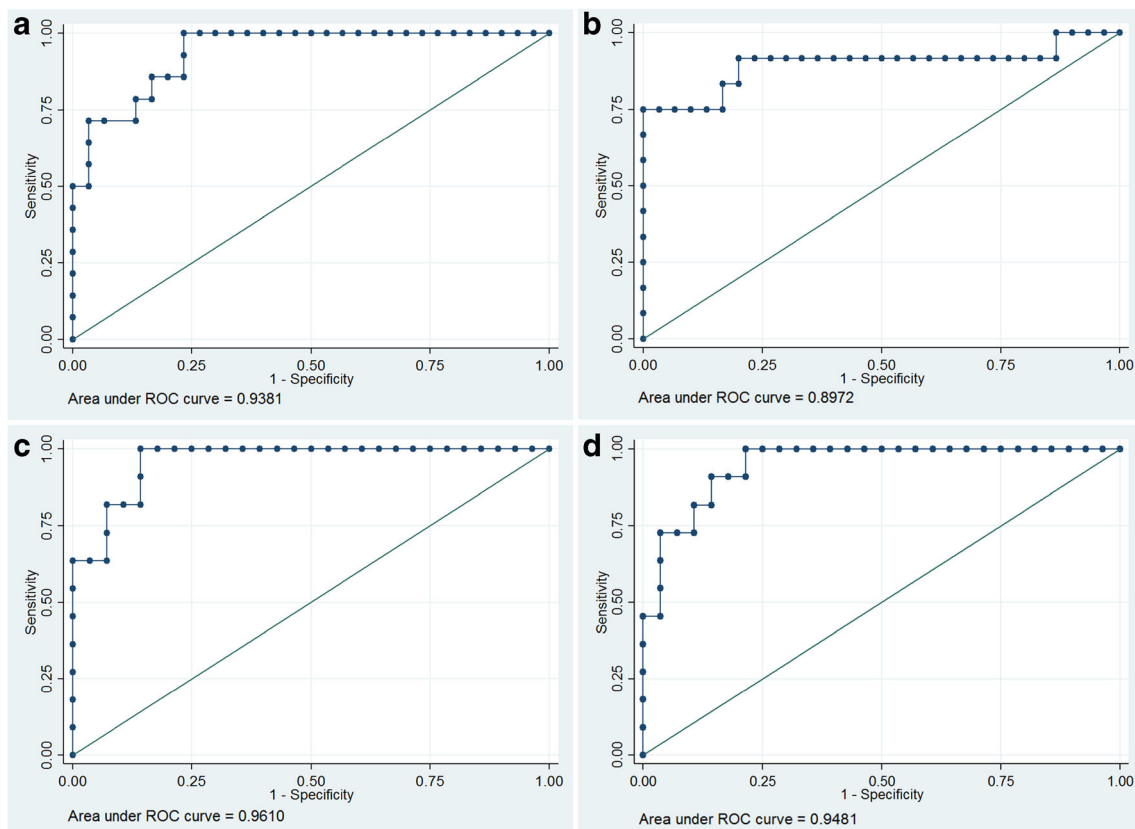 a
1.00
0.75
0.50
0.25
0.00
Sensitivity
0.00 0.25 0.50 0.75 1.00
1 - Specificity
Area under ROC curve = 0.9381
b
1.00
0.75
0.50
0.25
0.00
Sensitivity
0.00 0.25 0.50 0.75 1.00
1 - Specificity
Area under ROC curve = 0.8972
c
1.00
0.75
0.50
0.25
0.00
Sensitivity
0.00 0.25 0.50 0.75 1.00
1 - Specificity
Area under ROC curve = 0.9610
d
1.00
0.75
0.50
0.25
0.00
Sensitivity
0.00 0.25 0.50 0.75 1.00
1 - Specificity
Area under ROC curve = 0.9481